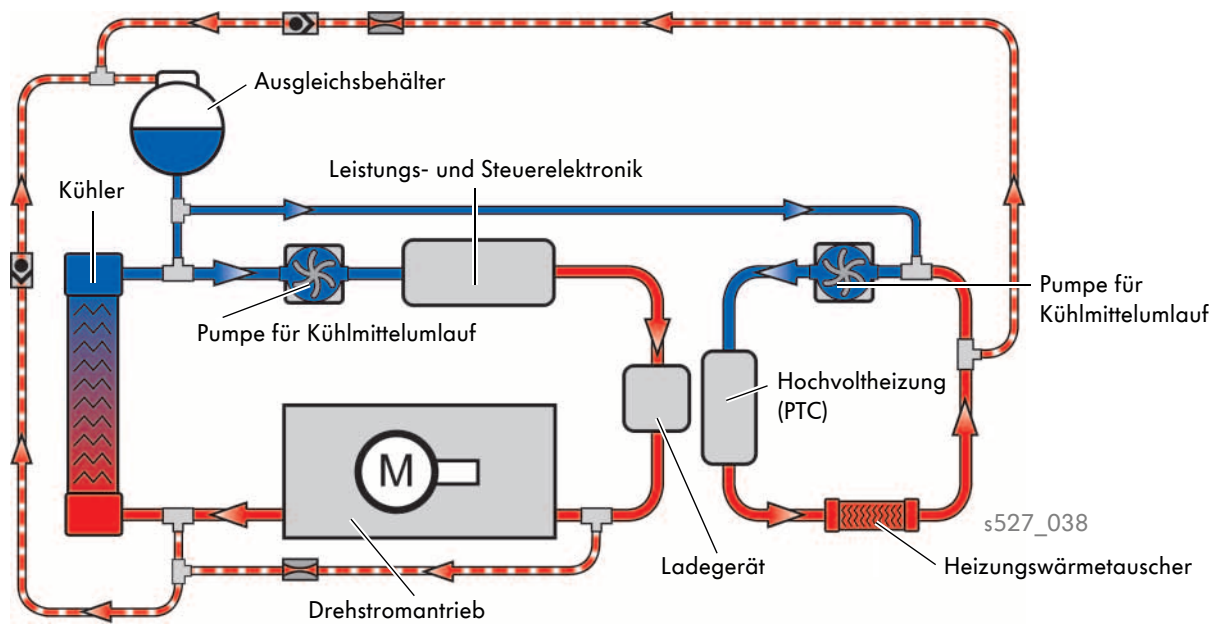 Ausgleichsbehälter
Leistungs- und Steuerelektronik
Kühler
Pumpe für
Kühlmittelumlauf
Pumpe für Kühlmittelumlauf
Hochvoltheizung
(PTC)
M
s527_038
Ladegerät
Heizungswärmetauscher
Drehstromantrieb